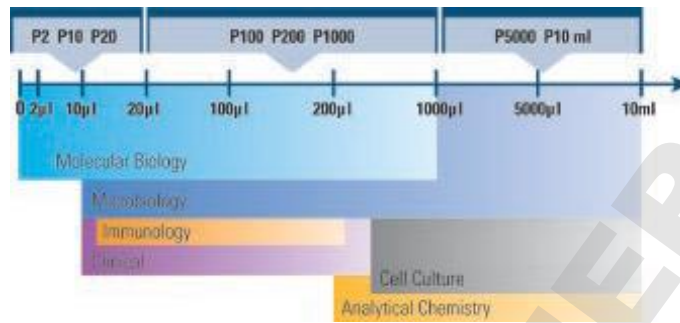 P2 P10 P20 P100 P200 P1000 P5000 P10 ml
0 2µl 10µl 20µl 100µl 200µl 1000µl 5000µl 10ml
Molecular Biology
Microbiology
Immunology
Clinical
Cell Culture
Analytical Chemistry